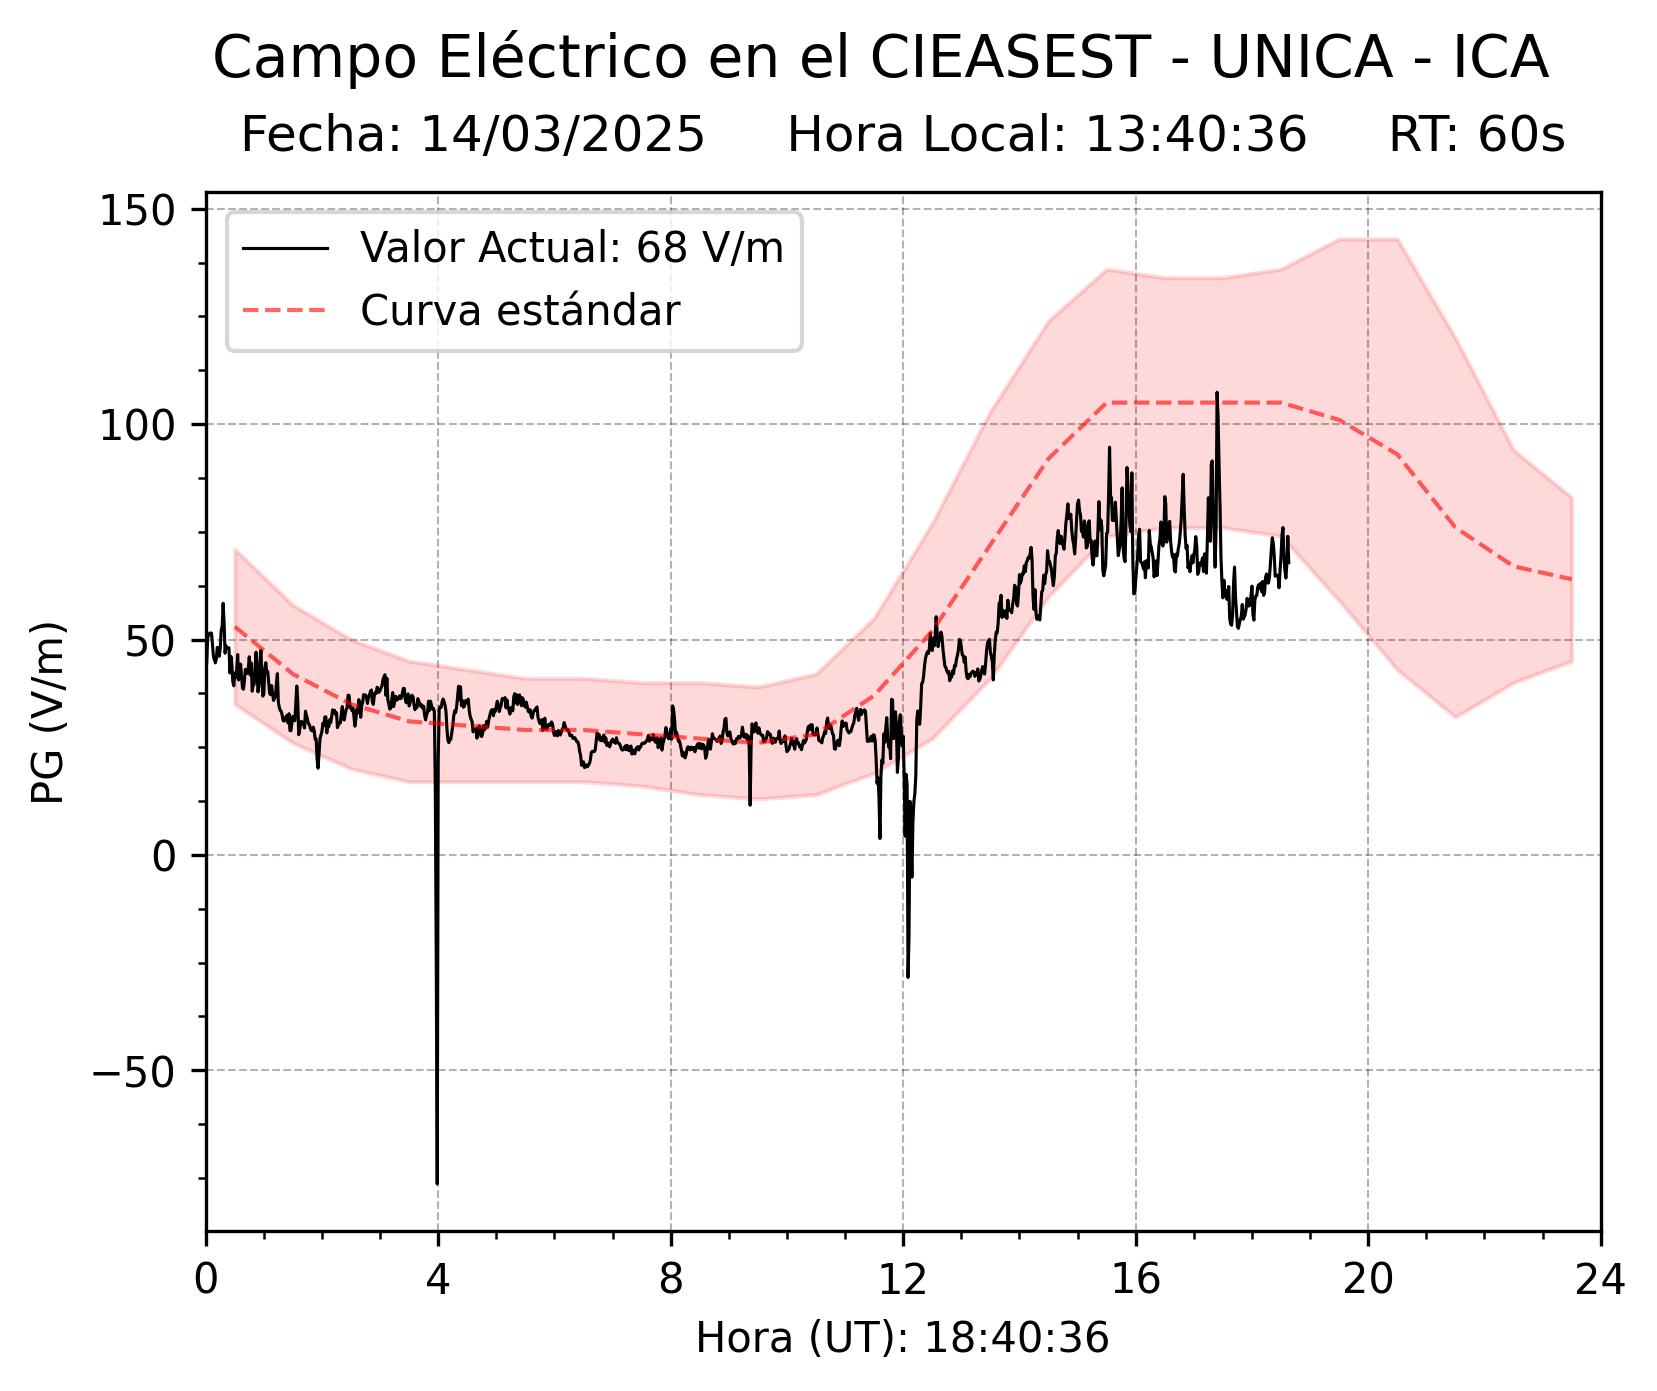 Campo Eléctrico en el CIEASEST - UNICA - ICA
Fecha: 14/03/2025 Hora Local: 13:40:36 RT: 60s
Valor Actual: 68 V/m
Curva estándar
PG (V/m)
150
100
50
0
−50
0 4 8 12 16 20 24
Hora (UT): 18:40:36